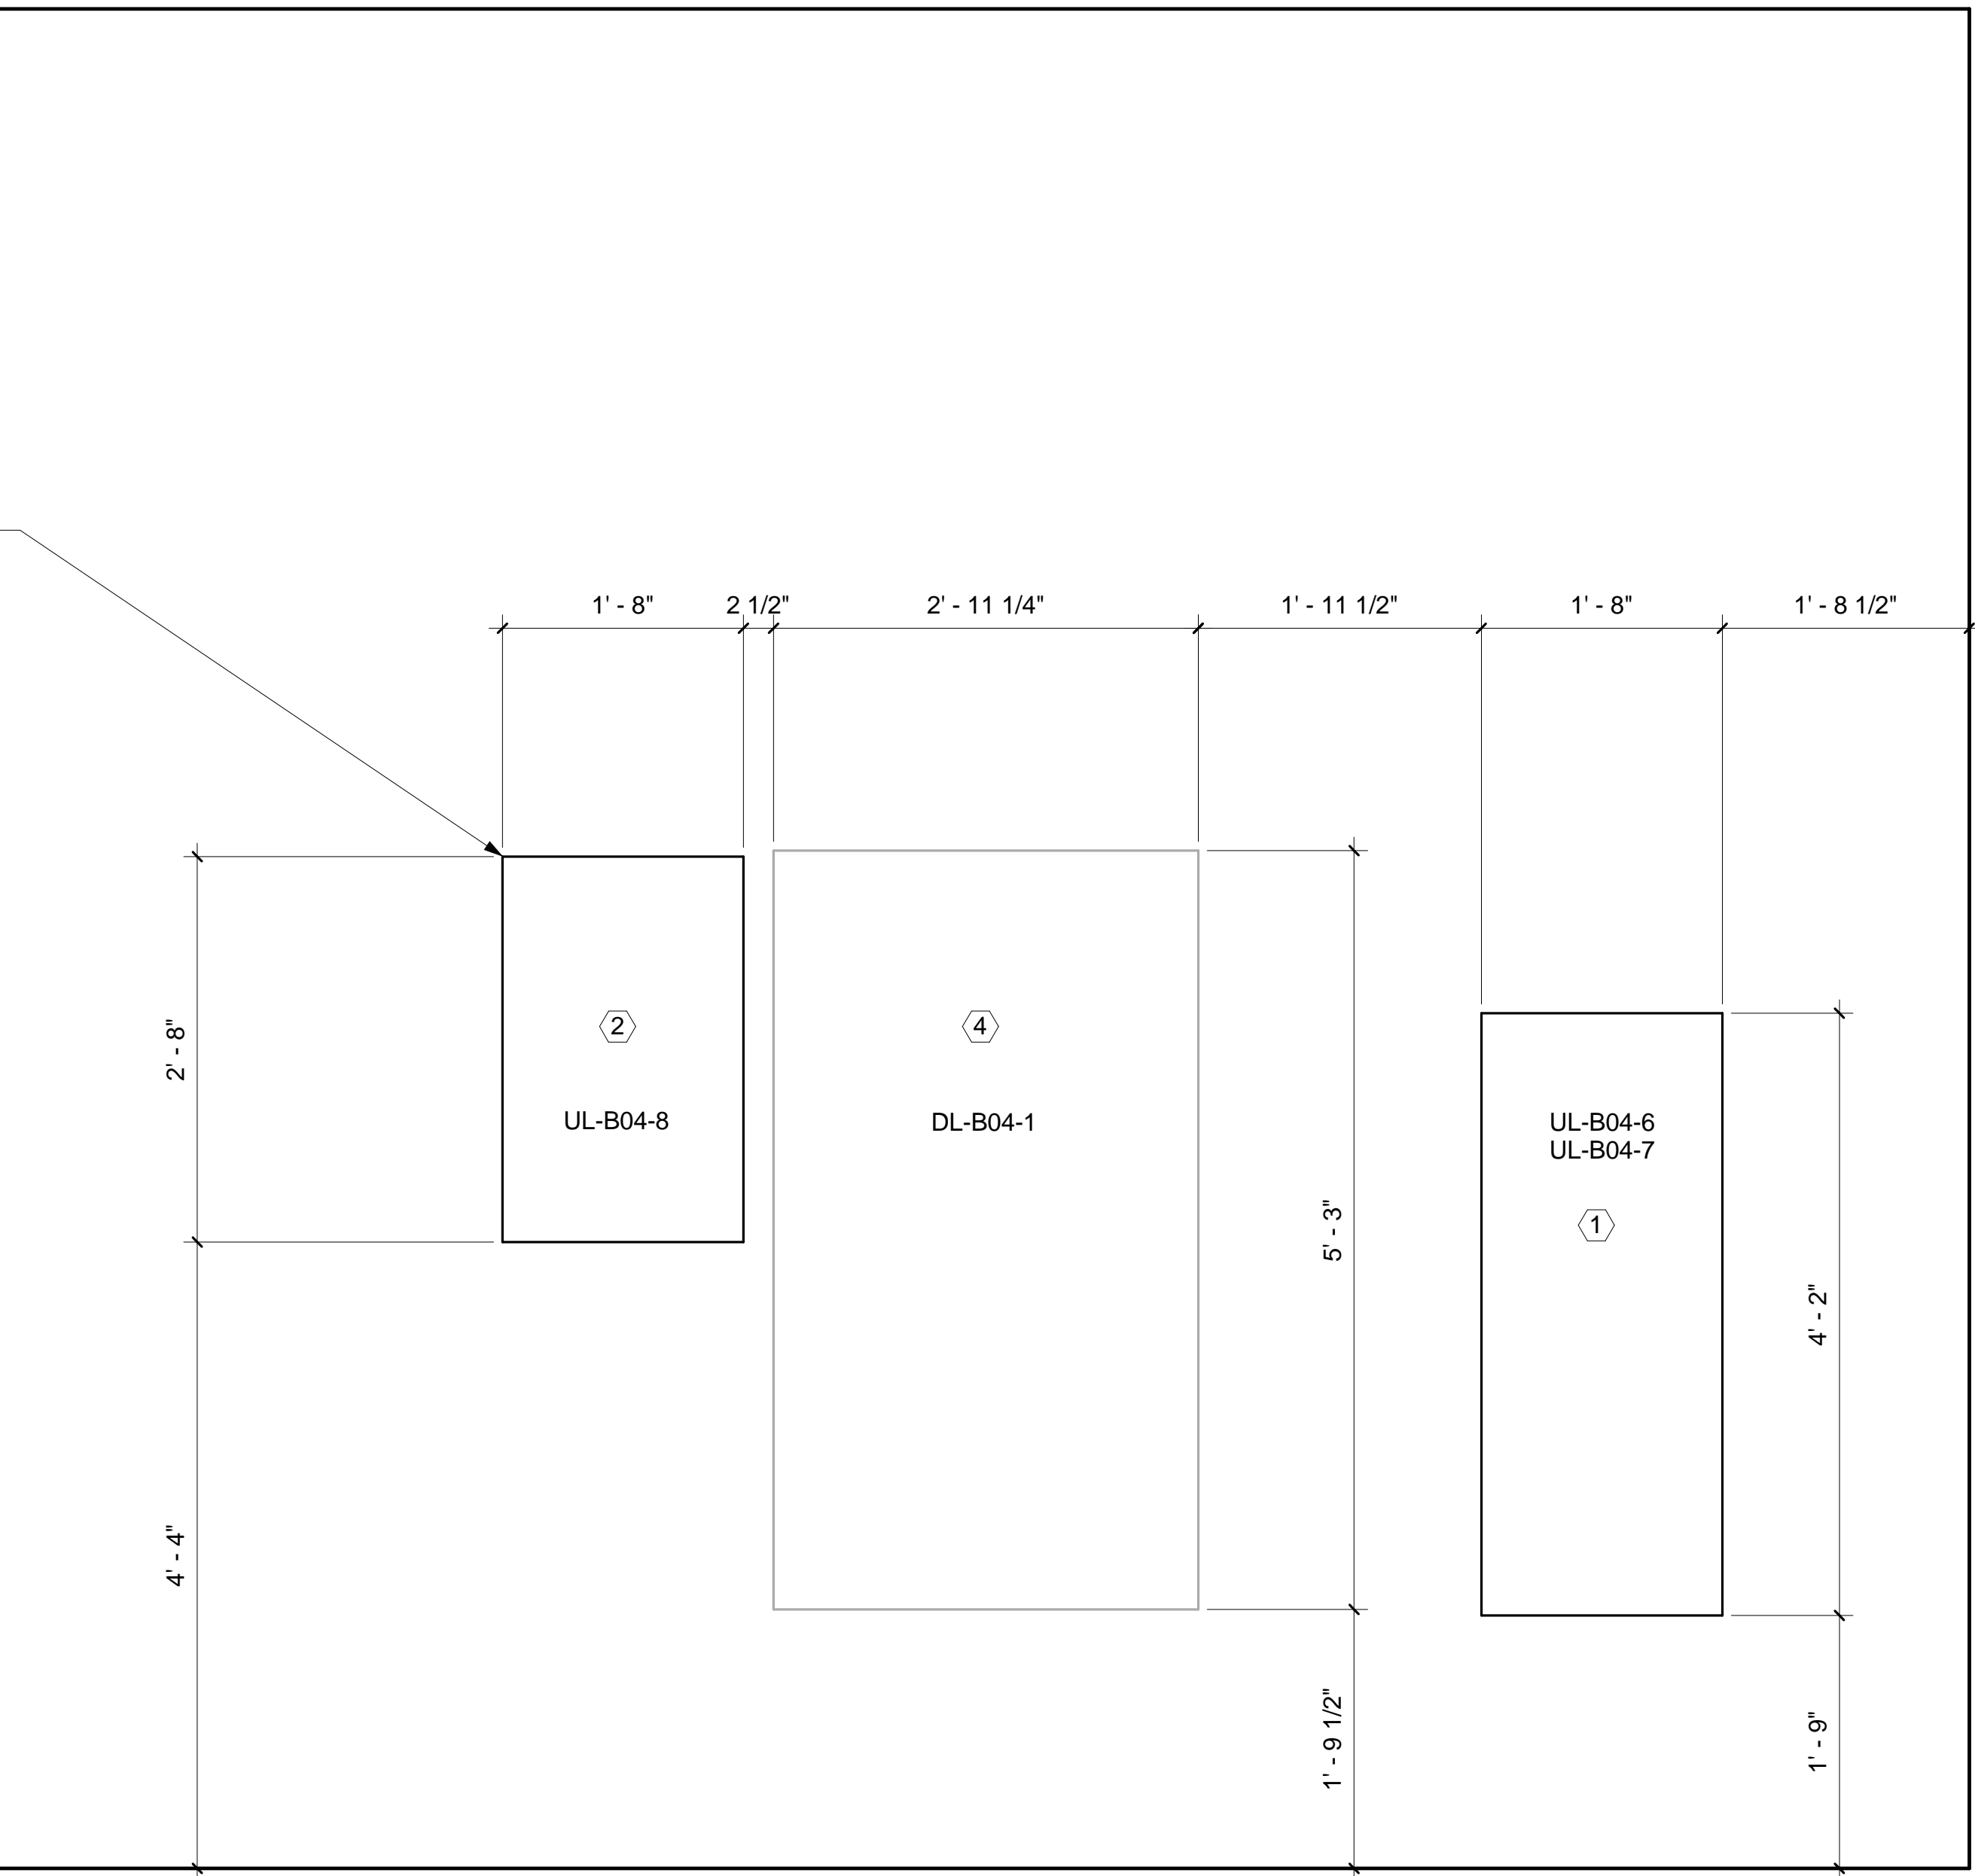 1' - 8"
2 1/2"
2' - 11 1/4"
1' - 11 1/2"
1' - 8"
1' - 8 1/2"
2
4
2' - 8"
UL-B04-8
DL-B04-1
UL-B04-6
UL-B04-7
1
5' - 3"
4' - 2"
4' - 4"
1' - 9 1/2"
1' - 9"